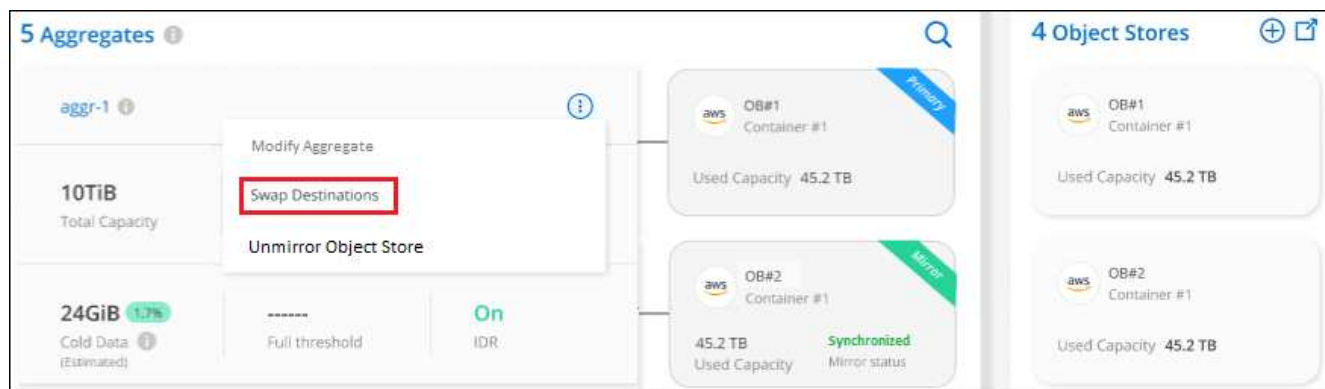 5 Aggregates
4 Object Stores
aggr-1
Modify Aggregate
Swap Destinations
Unmirror Object Store
10TiB
Total Capacity
24GiB 1.7%
Cold Data
(Estimated)
------
Full threshold
On
IDR
Primary
aws
OB#1
Container #1
Used Capacity 45.2 TB
Mirror
aws
OB#2
Container #1
45.2 TB
Used Capacity
Synchronized
Mirror status
aws
OB#1
Container #1
Used Capacity 45.2 TB
aws
OB#2
Container #1
Used Capacity 45.2 TB